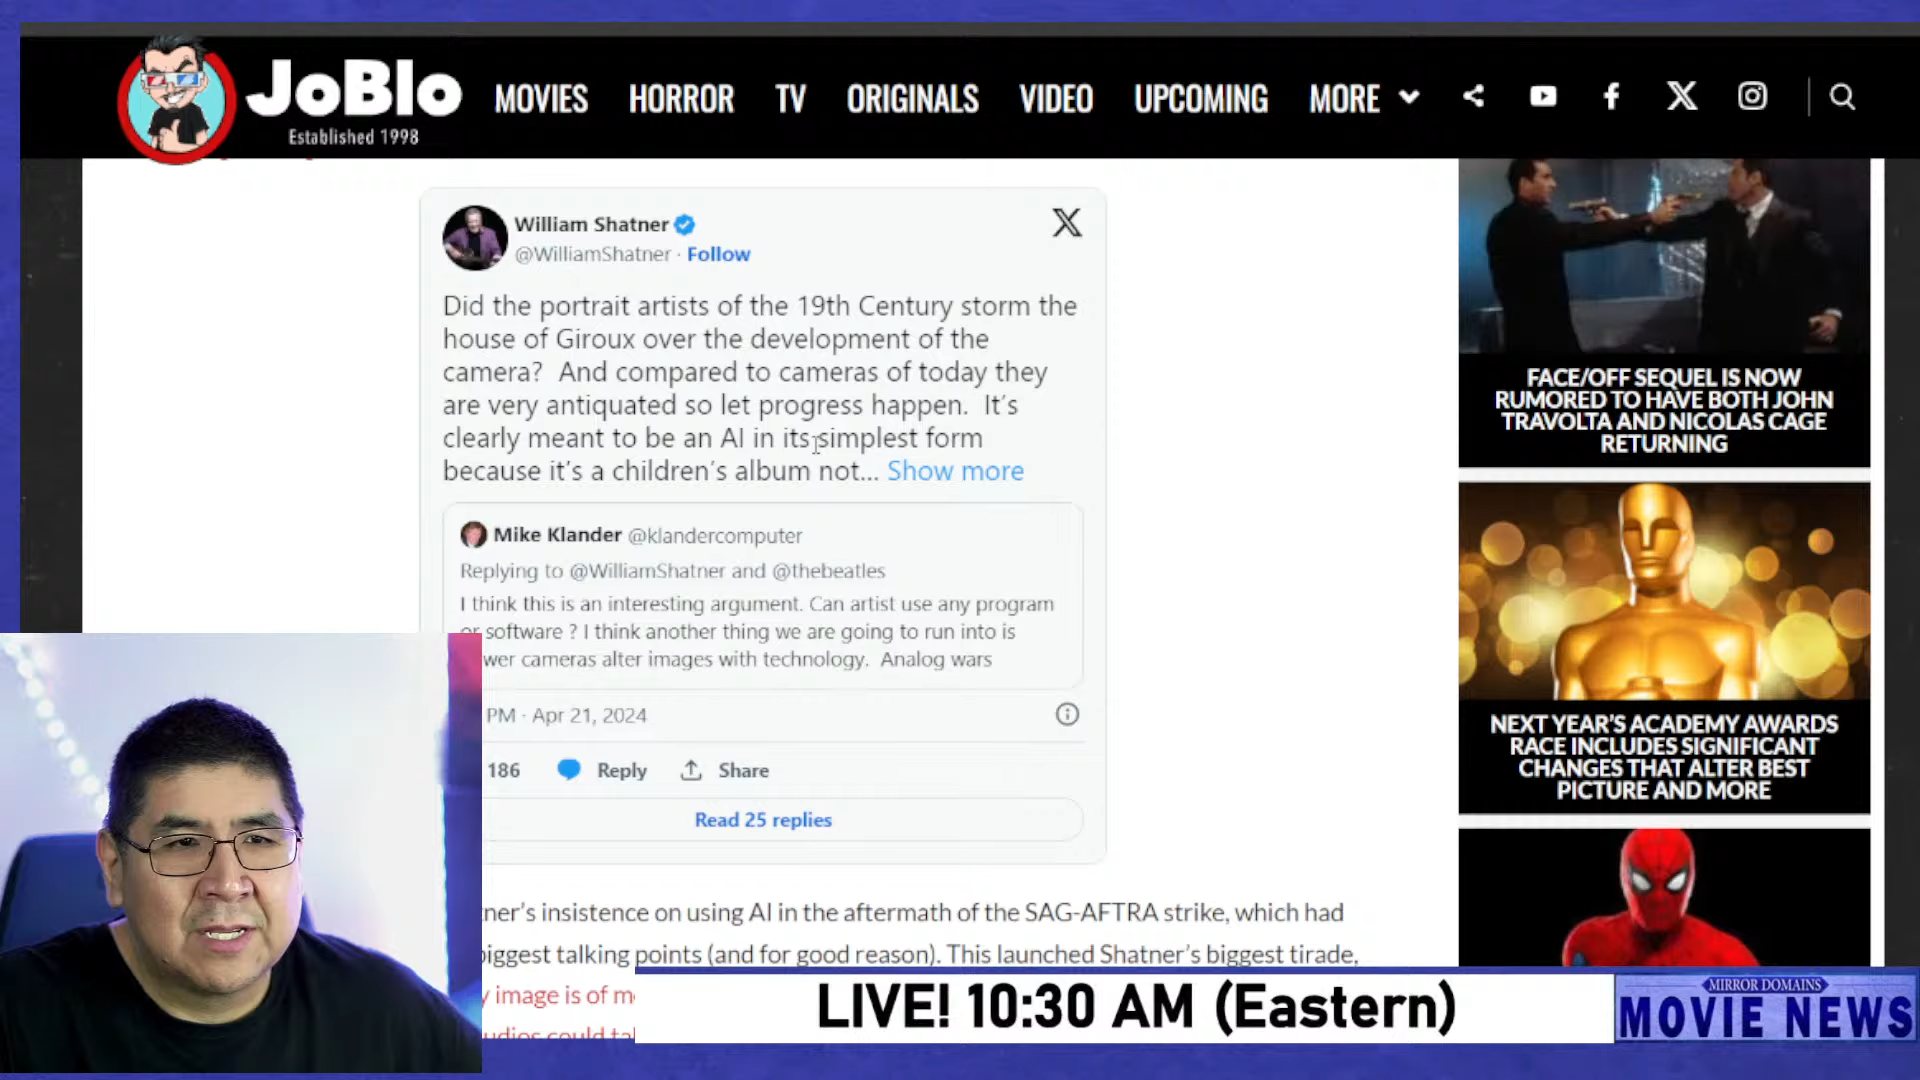 JoBlo
Established 1998
MOVIES HORROR TV ORIGINALS VIDEO UPCOMING MORE
William Shatner
@WilliamShatner · Follow
Did the portrait artists of the 19th Century storm the
house of Giroux over the development of the
camera? And compared to cameras of today they
are very antiquated so let progress happen. It's
clearly meant to be an AI in its simplest form
because it's a children's album not... Show more
Mike Klander @klandercomputer
Replying to @WilliamShatner and @thebeatles
I think this is an interesting argument. Can artist use any program
or software ? I think another thing we are going to run into is
wer cameras alter images with technology. Analog wars
PM · Apr 21, 2024
186 Reply Share
Read 25 replies
ner's insistence on using AI in the aftermath of the SAG-AFTRA strike, which had
biggest talking points (and for good reason). This launched Shatner's biggest tirade,
y image is of m
udios could ta
FACE/OFF SEQUEL IS NOW
RUMORED TO HAVE BOTH JOHN
TRAVOLTA AND NICOLAS CAGE
RETURNING
NEXT YEAR'S ACADEMY AWARDS
RACE INCLUDES SIGNIFICANT
CHANGES THAT ALTER BEST
PICTURE AND MORE
LIVE! 10:30 AM (Eastern)
MIRROR DOMAINS
MOVIE NEWS